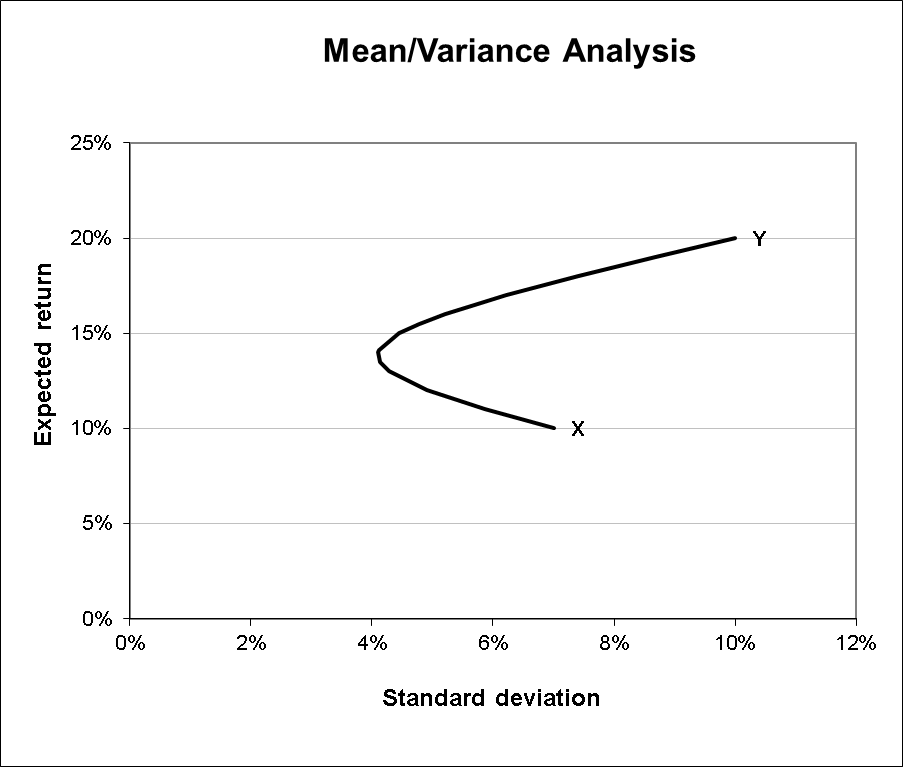 Mean/Variance Analysis
25%
20%
15%
10%
5%
0%
Expected return
Y
X
0% 2% 4% 6% 8% 10% 12%
Standard deviation